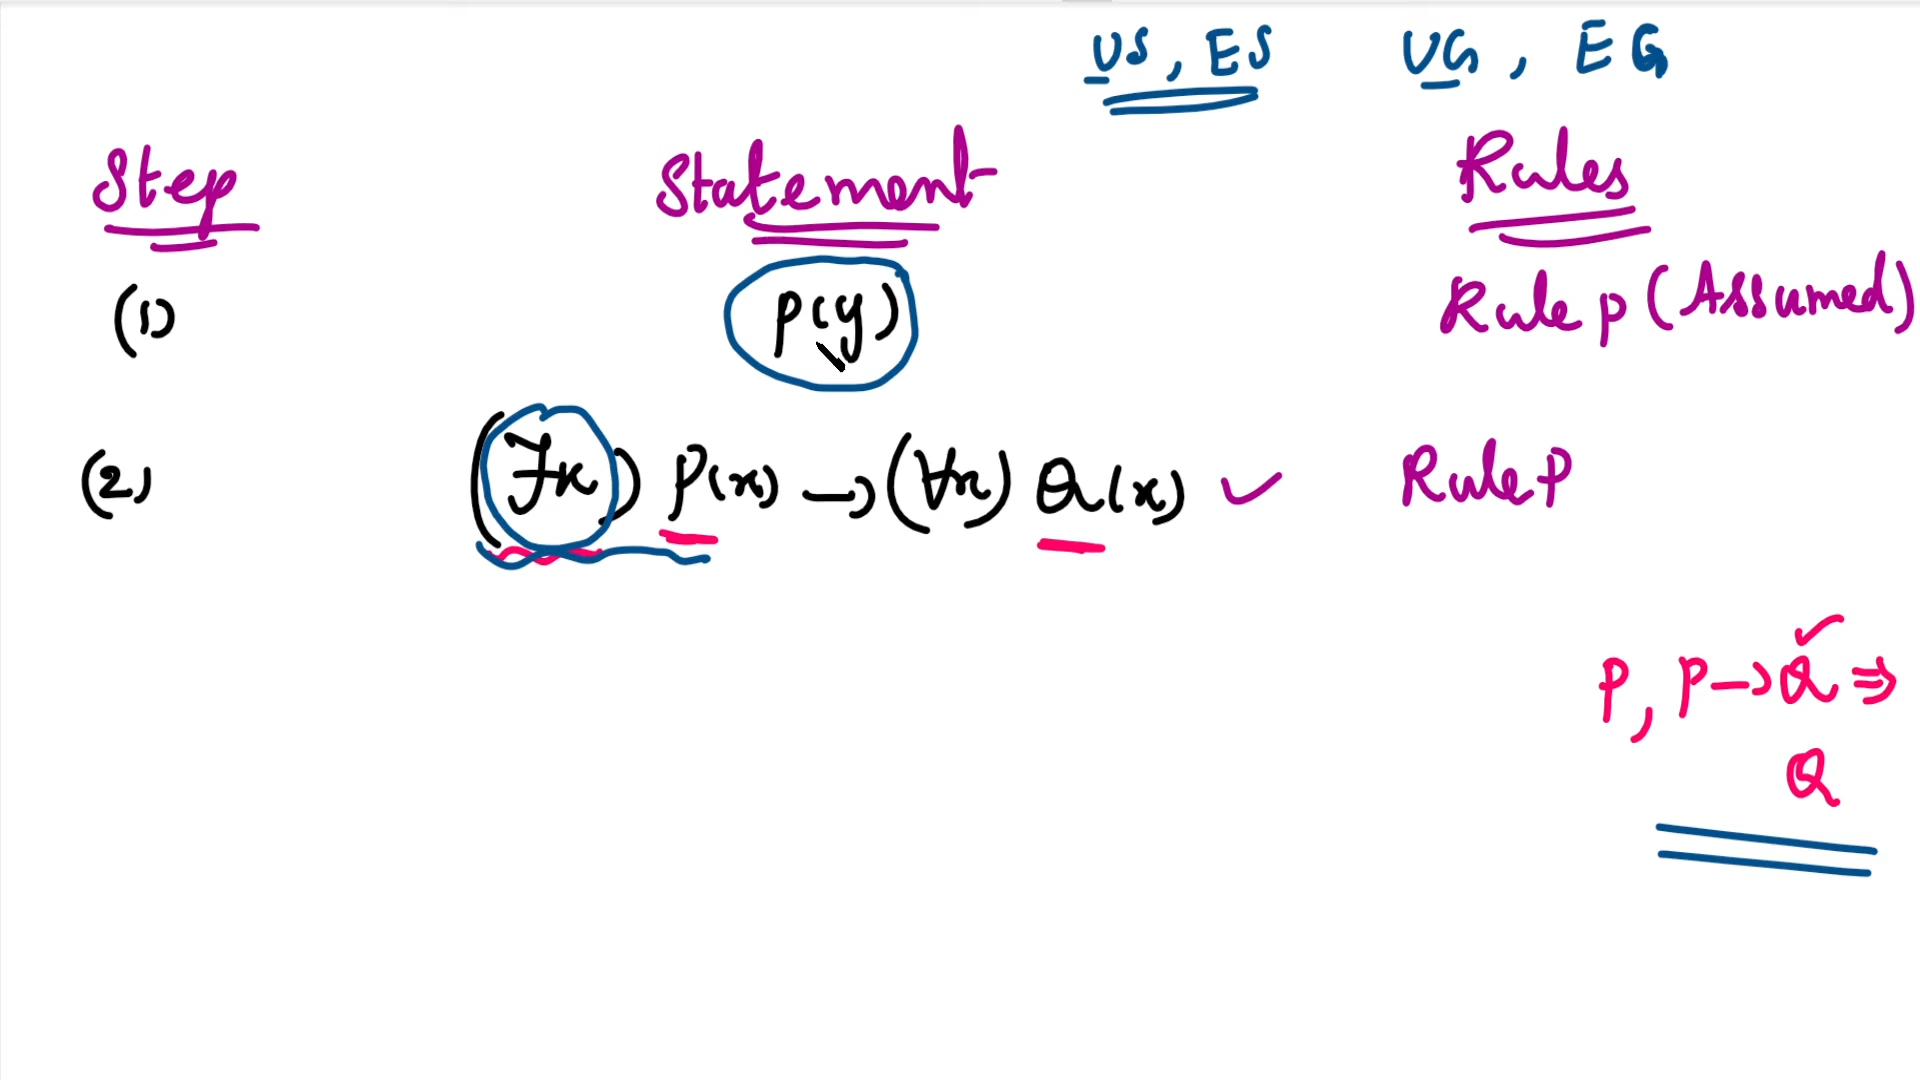 US, ES UG, EG
Step Statement Rules
(1) P(y) Rule p (Assumed)
(2) (∃x) P(x) → (∀x) Q(x) ✓ Rule P
P, P → Q ⇒
Q